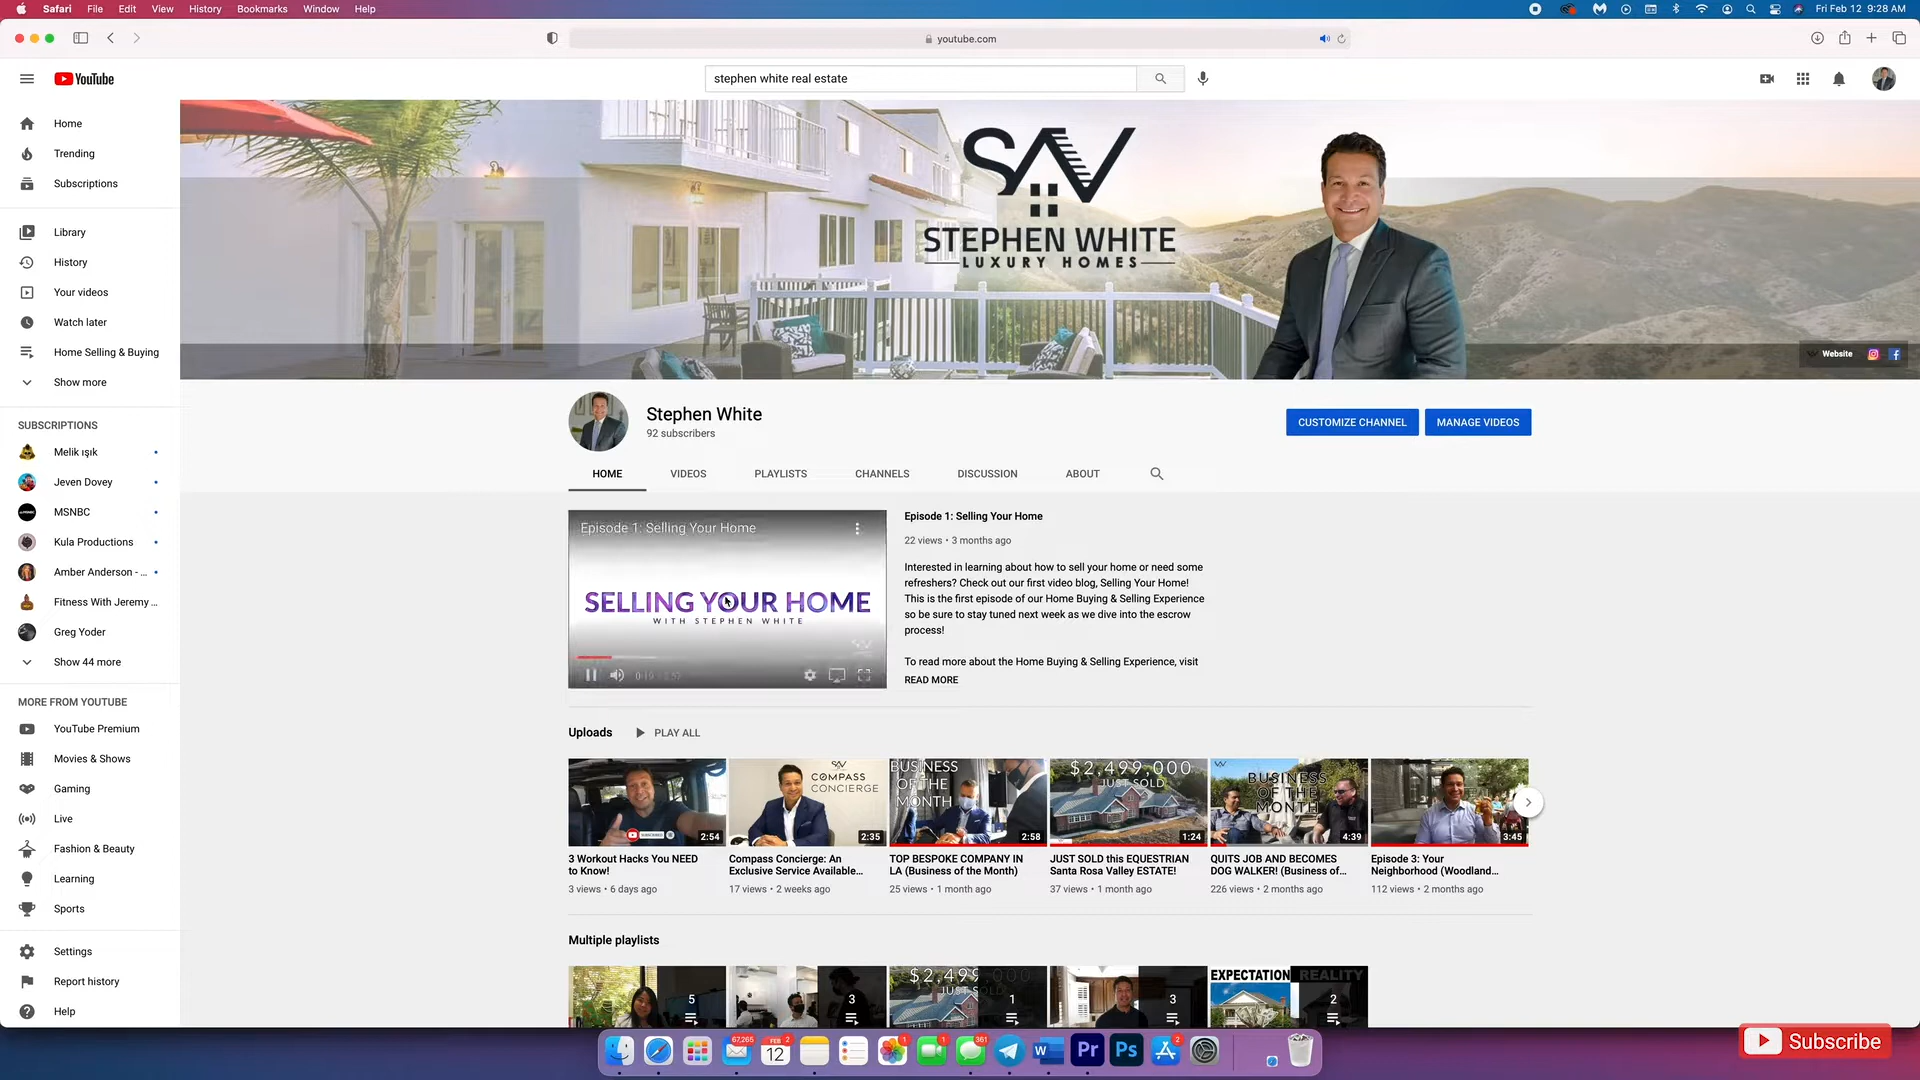 Safari File Edit View History Bookmarks Window Help
Fri Feb 12 9:28 AM
youtube.com
YouTube
stephen white real estate
Home
Trending
Subscriptions
Library
History
Your videos
Watch later
Home Selling & Buying
Show more
SUBSCRIPTIONS
Melik ışık
Jeven Dovey
MSNBC
Kula Productions
Amber Anderson - ...
Fitness With Jeremy ...
Greg Yoder
Show 44 more
MORE FROM YOUTUBE
YouTube Premium
Movies & Shows
Gaming
Live
Fashion & Beauty
Learning
Sports
Settings
Report history
Help
STEPHEN WHITE
LUXURY HOMES
Website
Stephen White
92 subscribers
CUSTOMIZE CHANNEL
MANAGE VIDEOS
HOME VIDEOS PLAYLISTS CHANNELS DISCUSSION ABOUT
Episode 1: Selling Your Home
SELLING YOUR HOME
WITH STEPHEN WHITE
Episode 1: Selling Your Home
22 views • 3 months ago
Interested in learning about how to sell your home or need some
refreshers? Check out our first video blog, Selling Your Home!
This is the first episode of our Home Buying & Selling Experience
so be sure to stay tuned next week as we dive into the escrow
process!
To read more about the Home Buying & Selling Experience, visit
READ MORE
Uploads
PLAY ALL
2:54
3 Workout Hacks You NEED
to Know!
3 views • 6 days ago
COMPASS
CONCIERGE
2:35
Compass Concierge: An
Exclusive Service Available...
17 views • 2 weeks ago
BUSINESS
OF THE
MONTH
2:58
TOP BESPOKE COMPANY IN
LA (Business of the Month)
25 views • 1 month ago
$2,499,000
JUST SOLD
1:24
JUST SOLD this EQUESTRIAN
Santa Rosa Valley ESTATE!
37 views • 1 month ago
BUSINESS
OF THE
MONTH
4:39
QUITS JOB AND BECOMES
DOG WALKER! (Business of...
226 views • 2 months ago
3:45
Episode 3: Your
Neighborhood (Woodland...
112 views • 2 months ago
Multiple playlists
5
3
$2,499,000
1
3
EXPECTATION REALITY
2
67,265
FEB 2
12
1
1
361
W
Pr
Ps
2
Subscribe